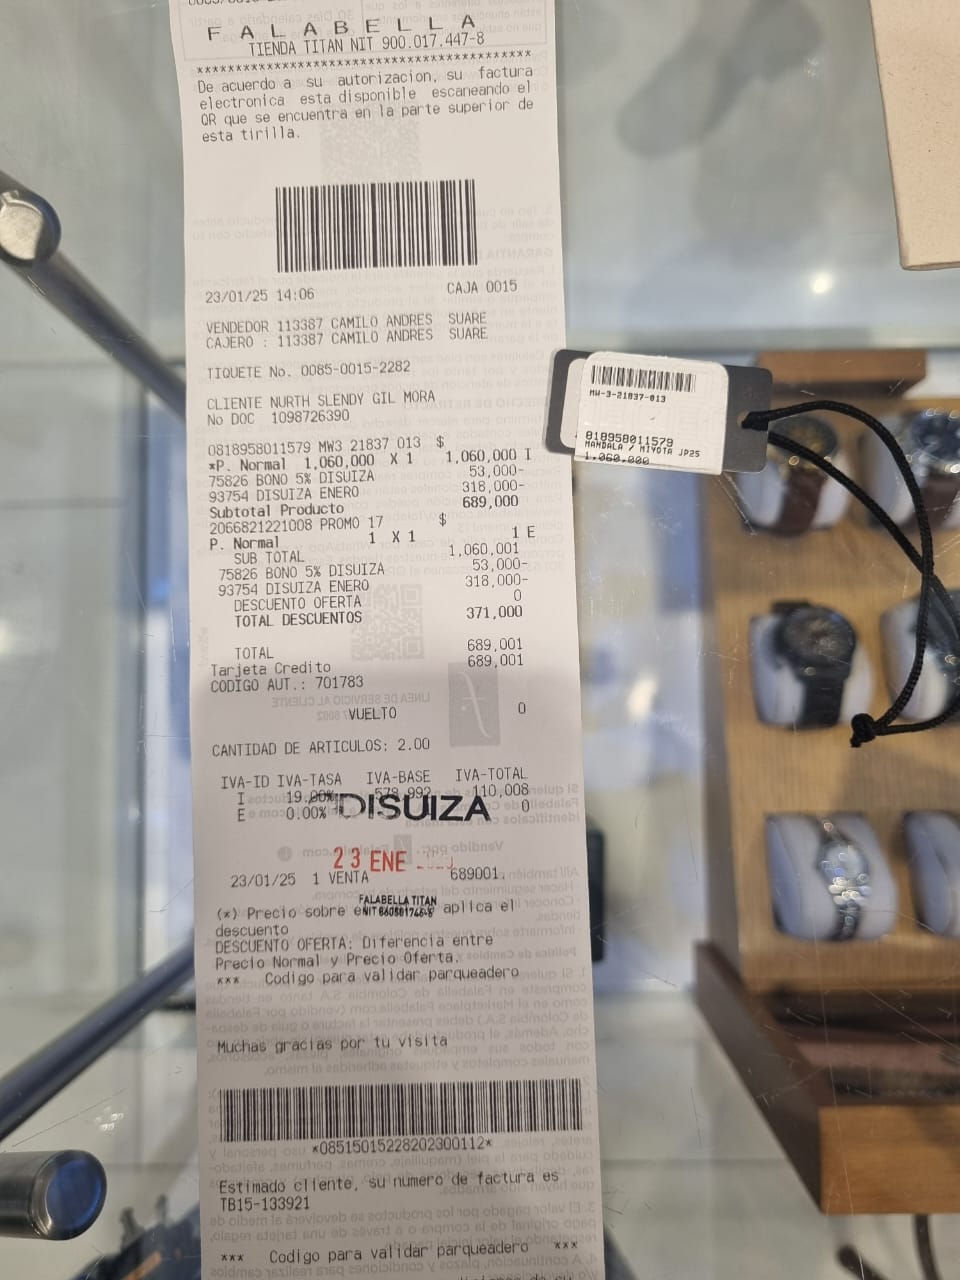 F A L A B E L L A
TIENDA TITAN NIT 900.017.447-8
****************************************
De acuerdo a su autorizacion, su factura
electronica esta disponible escaneando el
QR que se encuentra en la parte superior de
esta tirilla.
23/01/25 14:06 CAJA 0015
VENDEDOR 113387 CAMILO ANDRES SUARE
CAJERO : 113387 CAMILO ANDRES SUARE
TIQUETE No. 0085-0015-2282
CLIENTE NURTH SLENDY GIL MORA
No DOC 1098726390
0818958011579 MW3 21837 013 $
*P. Normal 1,060,000 X 1 1,060,000 I
75826 BONO 5% DISUIZA 53,000-
93754 DISUIZA ENERO 318,000-
Subtotal Producto 689,000
2066821221008 PROMO 17 $
P. Normal 1 X 1 1 E
SUB TOTAL 1,060,001
75826 BONO 5% DISUIZA 53,000-
93754 DISUIZA ENERO 318,000-
DESCUENTO OFERTA 0
TOTAL DESCUENTOS 371,000
TOTAL 689,001
Tarjeta Credito 689,001
CODIGO AUT.: 701783
VUELTO 0
CANTIDAD DE ARTICULOS: 2.00
IVA-ID IVA-TASA IVA-BASE IVA-TOTAL
I 19.00% 578,992 110,008
E 0.00% 0
DISUIZA
23 ENE
23/01/25 1 VENTA 689001.
FALABELLA TITAN
(*) Precio sobre aplica el
descuento
DESCUENTO OFERTA: Diferencia entre
Precio Normal y Precio Oferta.
*** Codigo para validar parqueadero
Muchas gracias por tu visita
*08515015228202300112*
Estimado cliente, su numero de factura es
TB15-133921
*** Codigo para validar parqueadero ***
MW-3-21837-013
818958011579
MANDALA / MIYOTA JP25
1.060.000